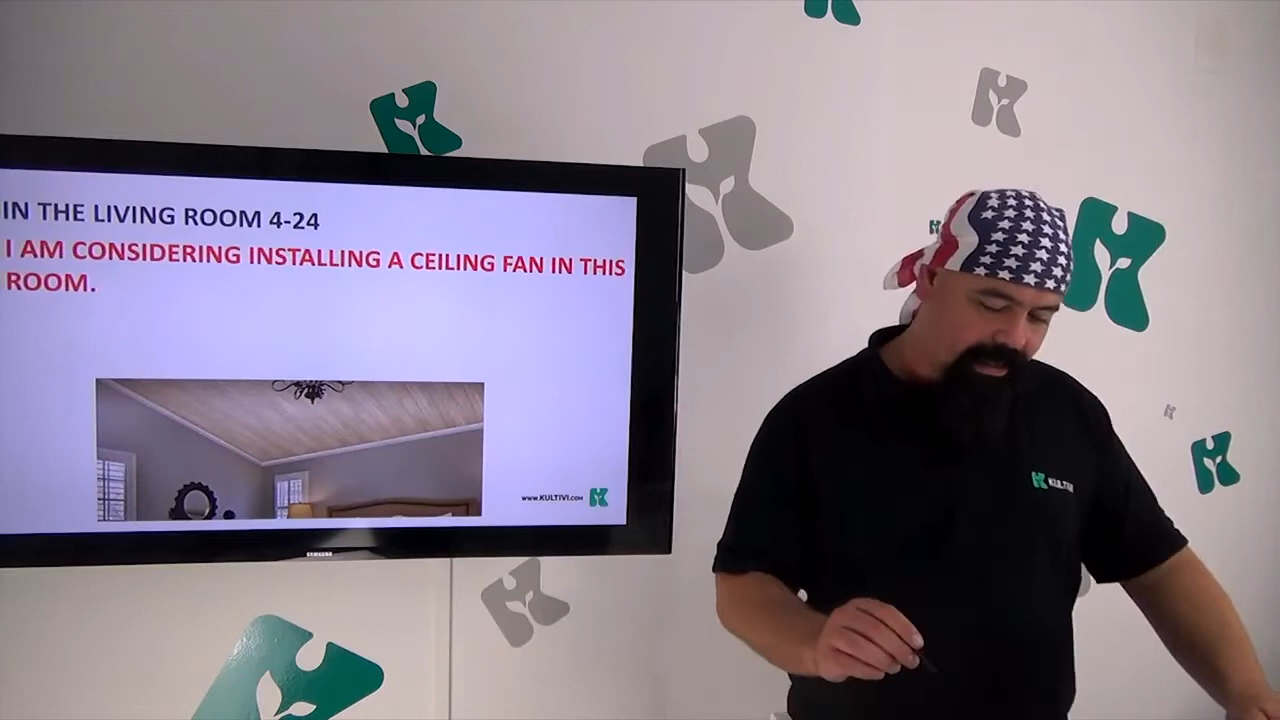 IN THE LIVING ROOM 4-24
I AM CONSIDERING INSTALLING A CEILING FAN IN THIS
ROOM.
www.KULTIVI.com
SAMSUNG
KULTIVI